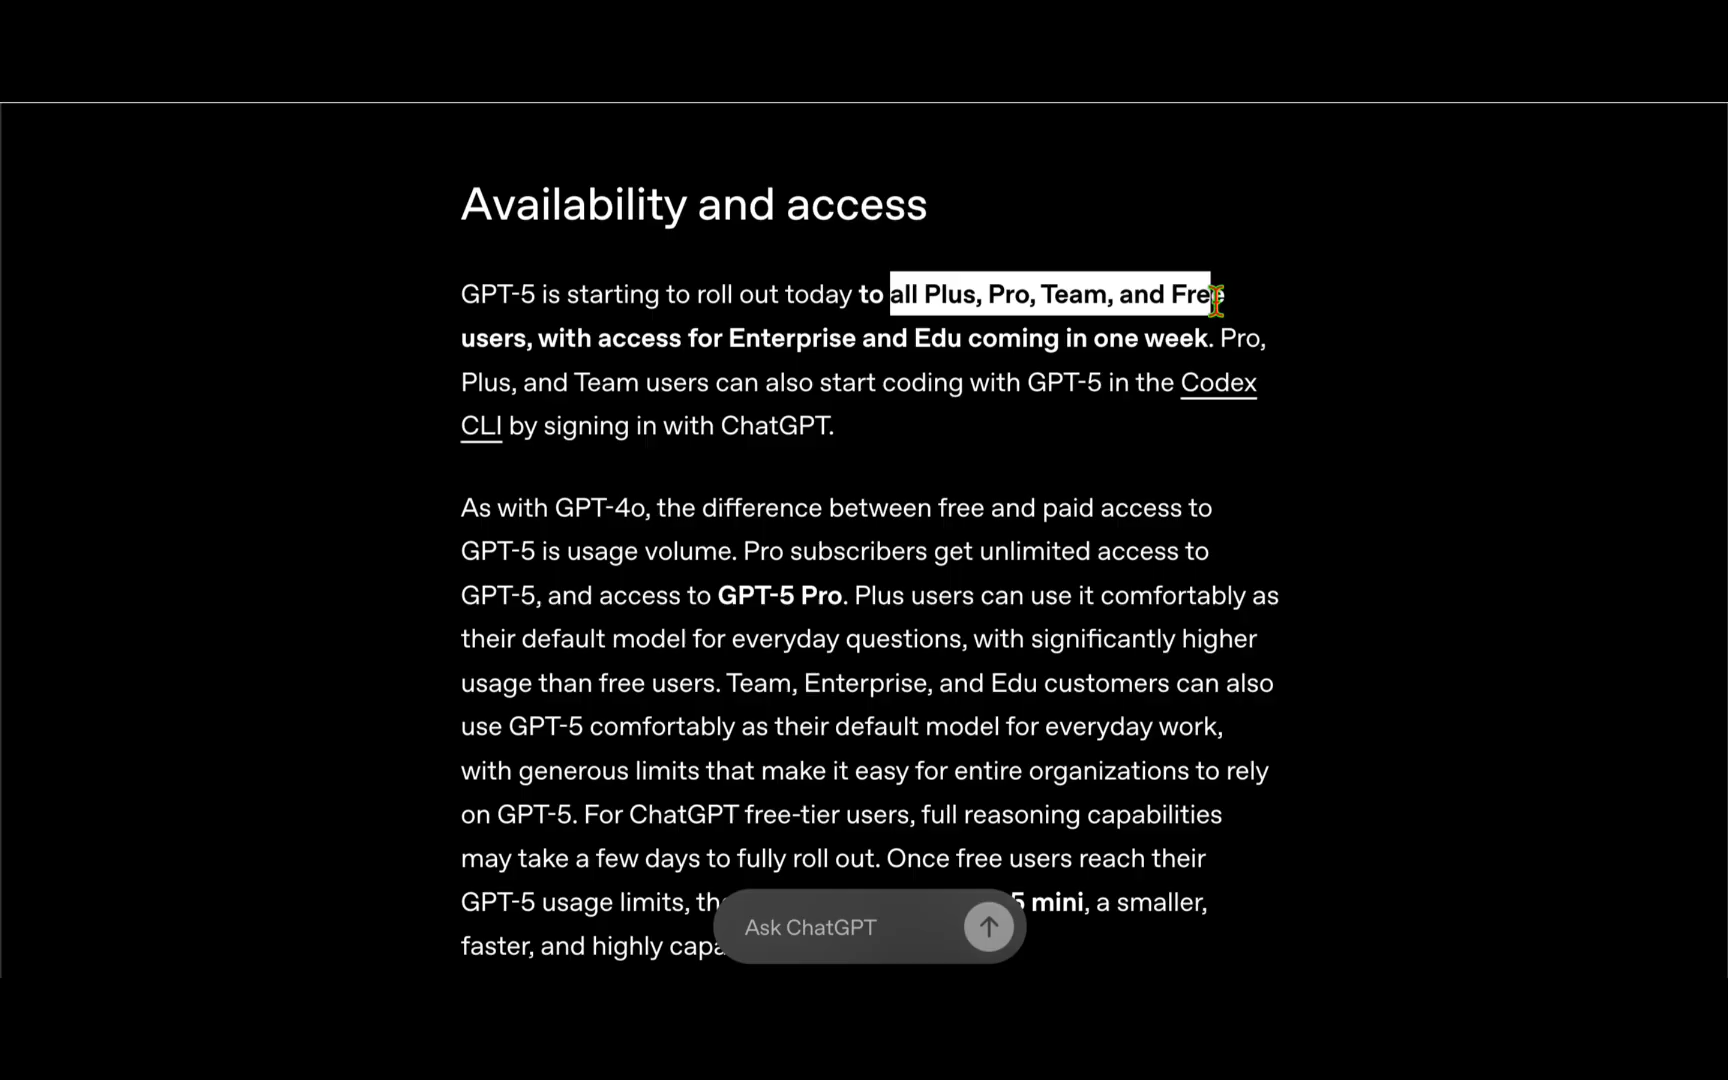 Availability and access
GPT-5 is starting to roll out today to all Plus, Pro, Team, and Free
users, with access for Enterprise and Edu coming in one week. Pro,
Plus, and Team users can also start coding with GPT-5 in the Codex
CLI by signing in with ChatGPT.
As with GPT-4o, the difference between free and paid access to
GPT-5 is usage volume. Pro subscribers get unlimited access to
GPT-5, and access to GPT-5 Pro. Plus users can use it comfortably as
their default model for everyday questions, with significantly higher
usage than free users. Team, Enterprise, and Edu customers can also
use GPT-5 comfortably as their default model for everyday work,
with generous limits that make it easy for entire organizations to rely
on GPT-5. For ChatGPT free-tier users, full reasoning capabilities
may take a few days to fully roll out. Once free users reach their
GPT-5 usage limits, 5 mini, a smaller,
faster, and highly
Ask ChatGPT